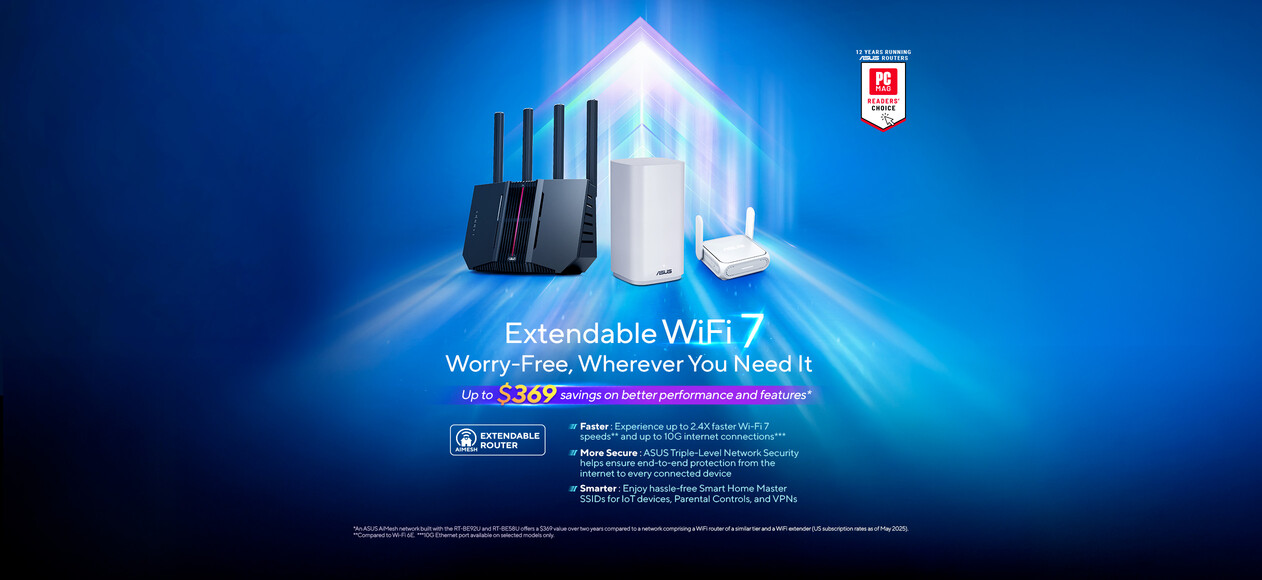 12 YEARS RUNNING
ASUS ROUTERS
PC
MAG
READERS'
CHOICE
ASUS
Extendable WiFi 7
Worry-Free, Wherever You Need It
Up to $369 savings on better performance and features*
AIMESH
EXTENDABLE
ROUTER
Faster : Experience up to 2.4X faster Wi-Fi 7
speeds** and up to 10G internet connections***
More Secure : ASUS Triple-Level Network Security
helps ensure end-to-end protection from the
internet to every connected device
Smarter : Enjoy hassle-free Smart Home Master
SSIDs for IoT devices, Parental Controls, and VPNs
*An ASUS AiMesh network built with the RT-BE92U and RT-BE58U offers a $369 value over two years compared to a network comprising a WiFi router of a similar tier and a WiFi extender (US subscription rates as of May 2025).
**Compared to Wi-Fi 6E. ***10G Ethernet port available on selected models only.